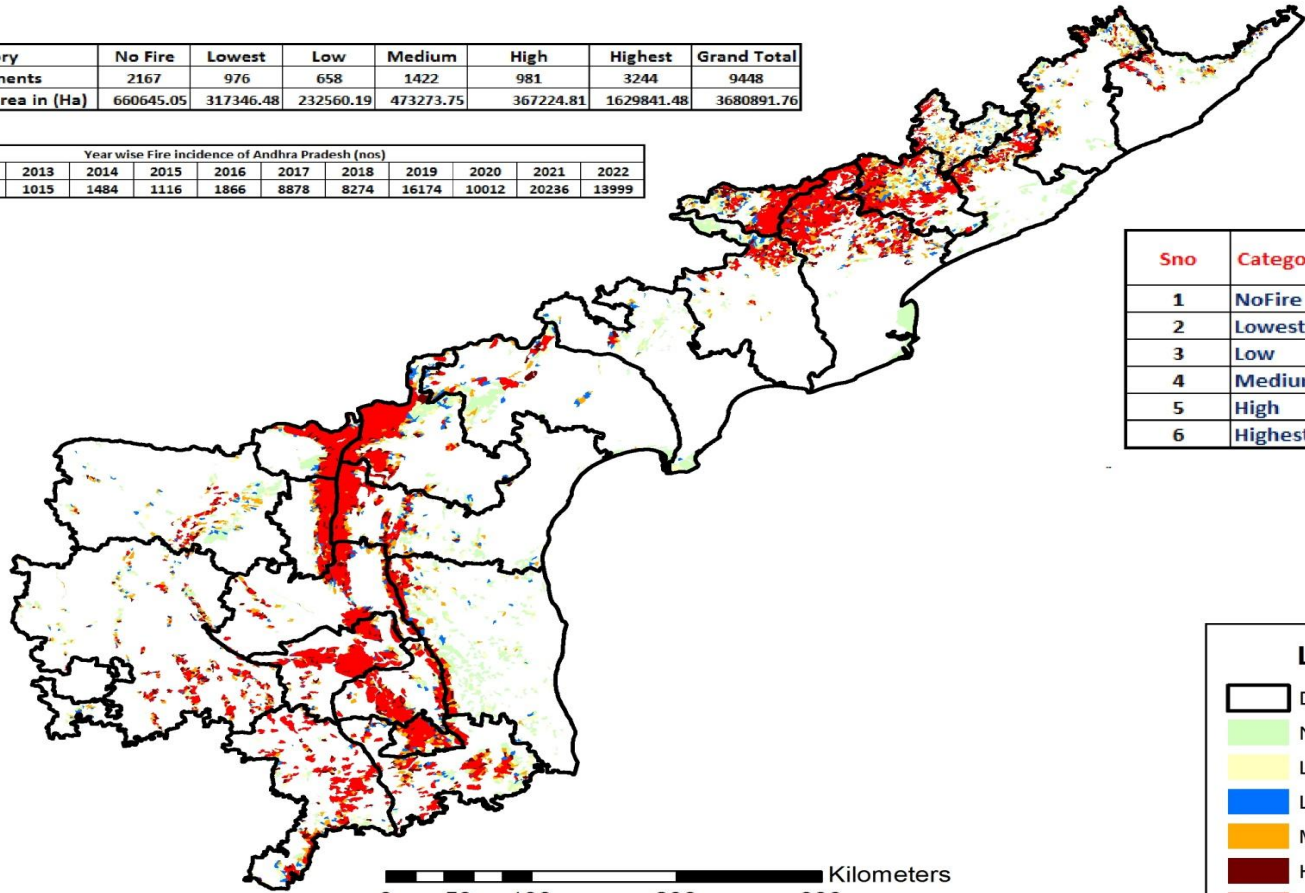 ry No Fire Lowest Low Medium High Highest Grand Total
nents 2167 976 658 1422 981 3244 9448
rea in (Ha) 660645.05 317346.48 232560.19 473273.75 367224.81 1629841.48 3680891.76
Year wise Fire incidence of Andhra Pradesh (nos)
2013 2014 2015 2016 2017 2018 2019 2020 2021 2022
1015 1484 1116 1866 8878 8274 16174 10012 20236 13999
Sno Catego
1 NoFire
2 Lowest
3 Low
4 Mediur
5 High
6 Highest
L
D
N
L
L
M
H
Kilometers